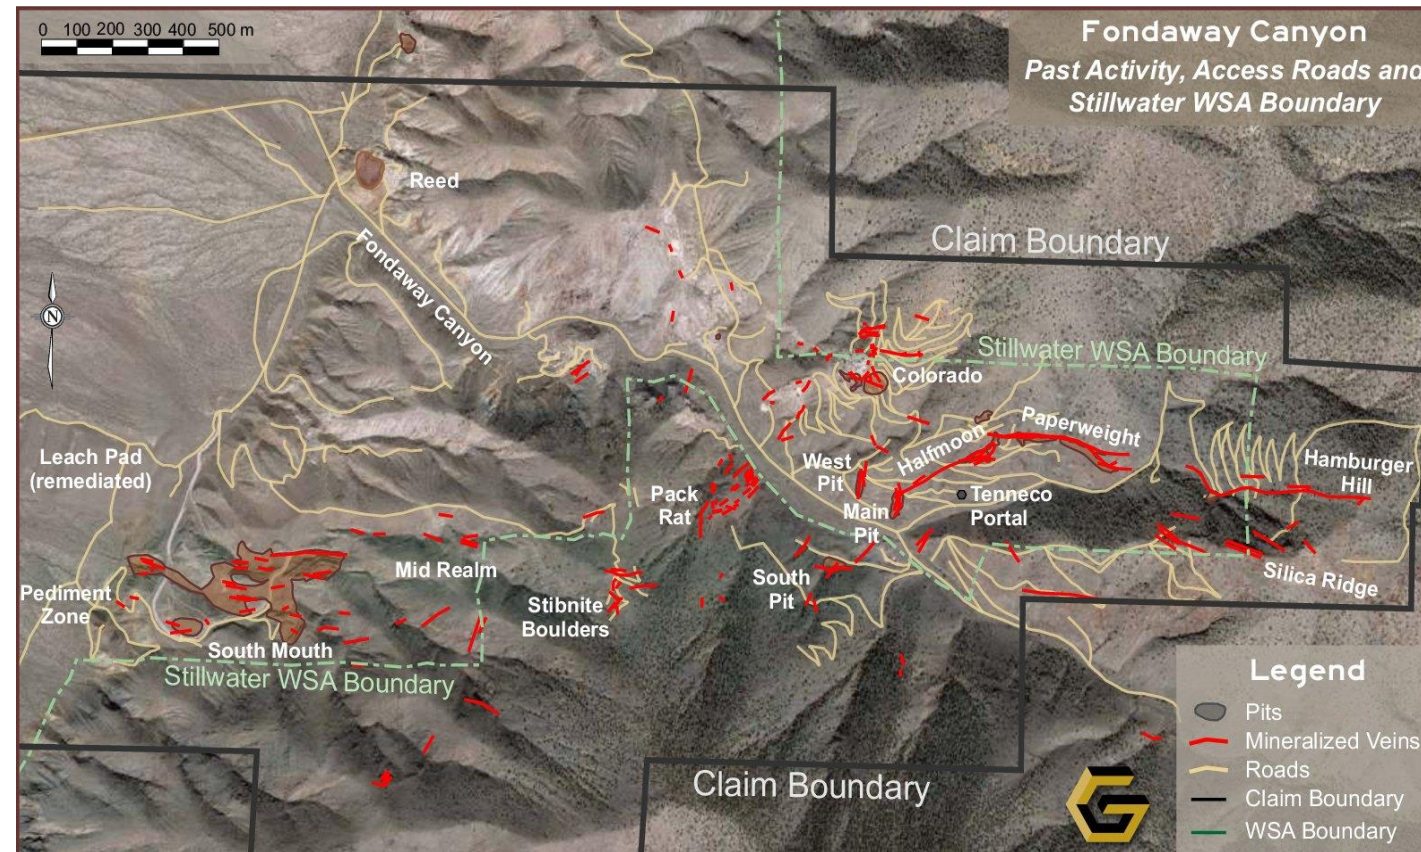 0 100 200 300 400 500 m
Fondaway Canyon
Past Activity, Access Roads and
Stillwater WSA Boundary
Reed
Claim Boundary
Fondaway Canyon
N
Stillwater WSA Boundary
Colorado
Paperweight
Halfmoon
Hamburger
Hill
Leach Pad
(remediated)
West
Pit
Pack
Rat
Main
Pit
Tenneco
Portal
Mid Realm
Silica Ridge
South
Pit
Pediment
Zone
Stibnite
Boulders
South Mouth
Stillwater WSA Boundary
Claim Boundary
Legend
Pits
Mineralized Veins
Roads
Claim Boundary
WSA Boundary